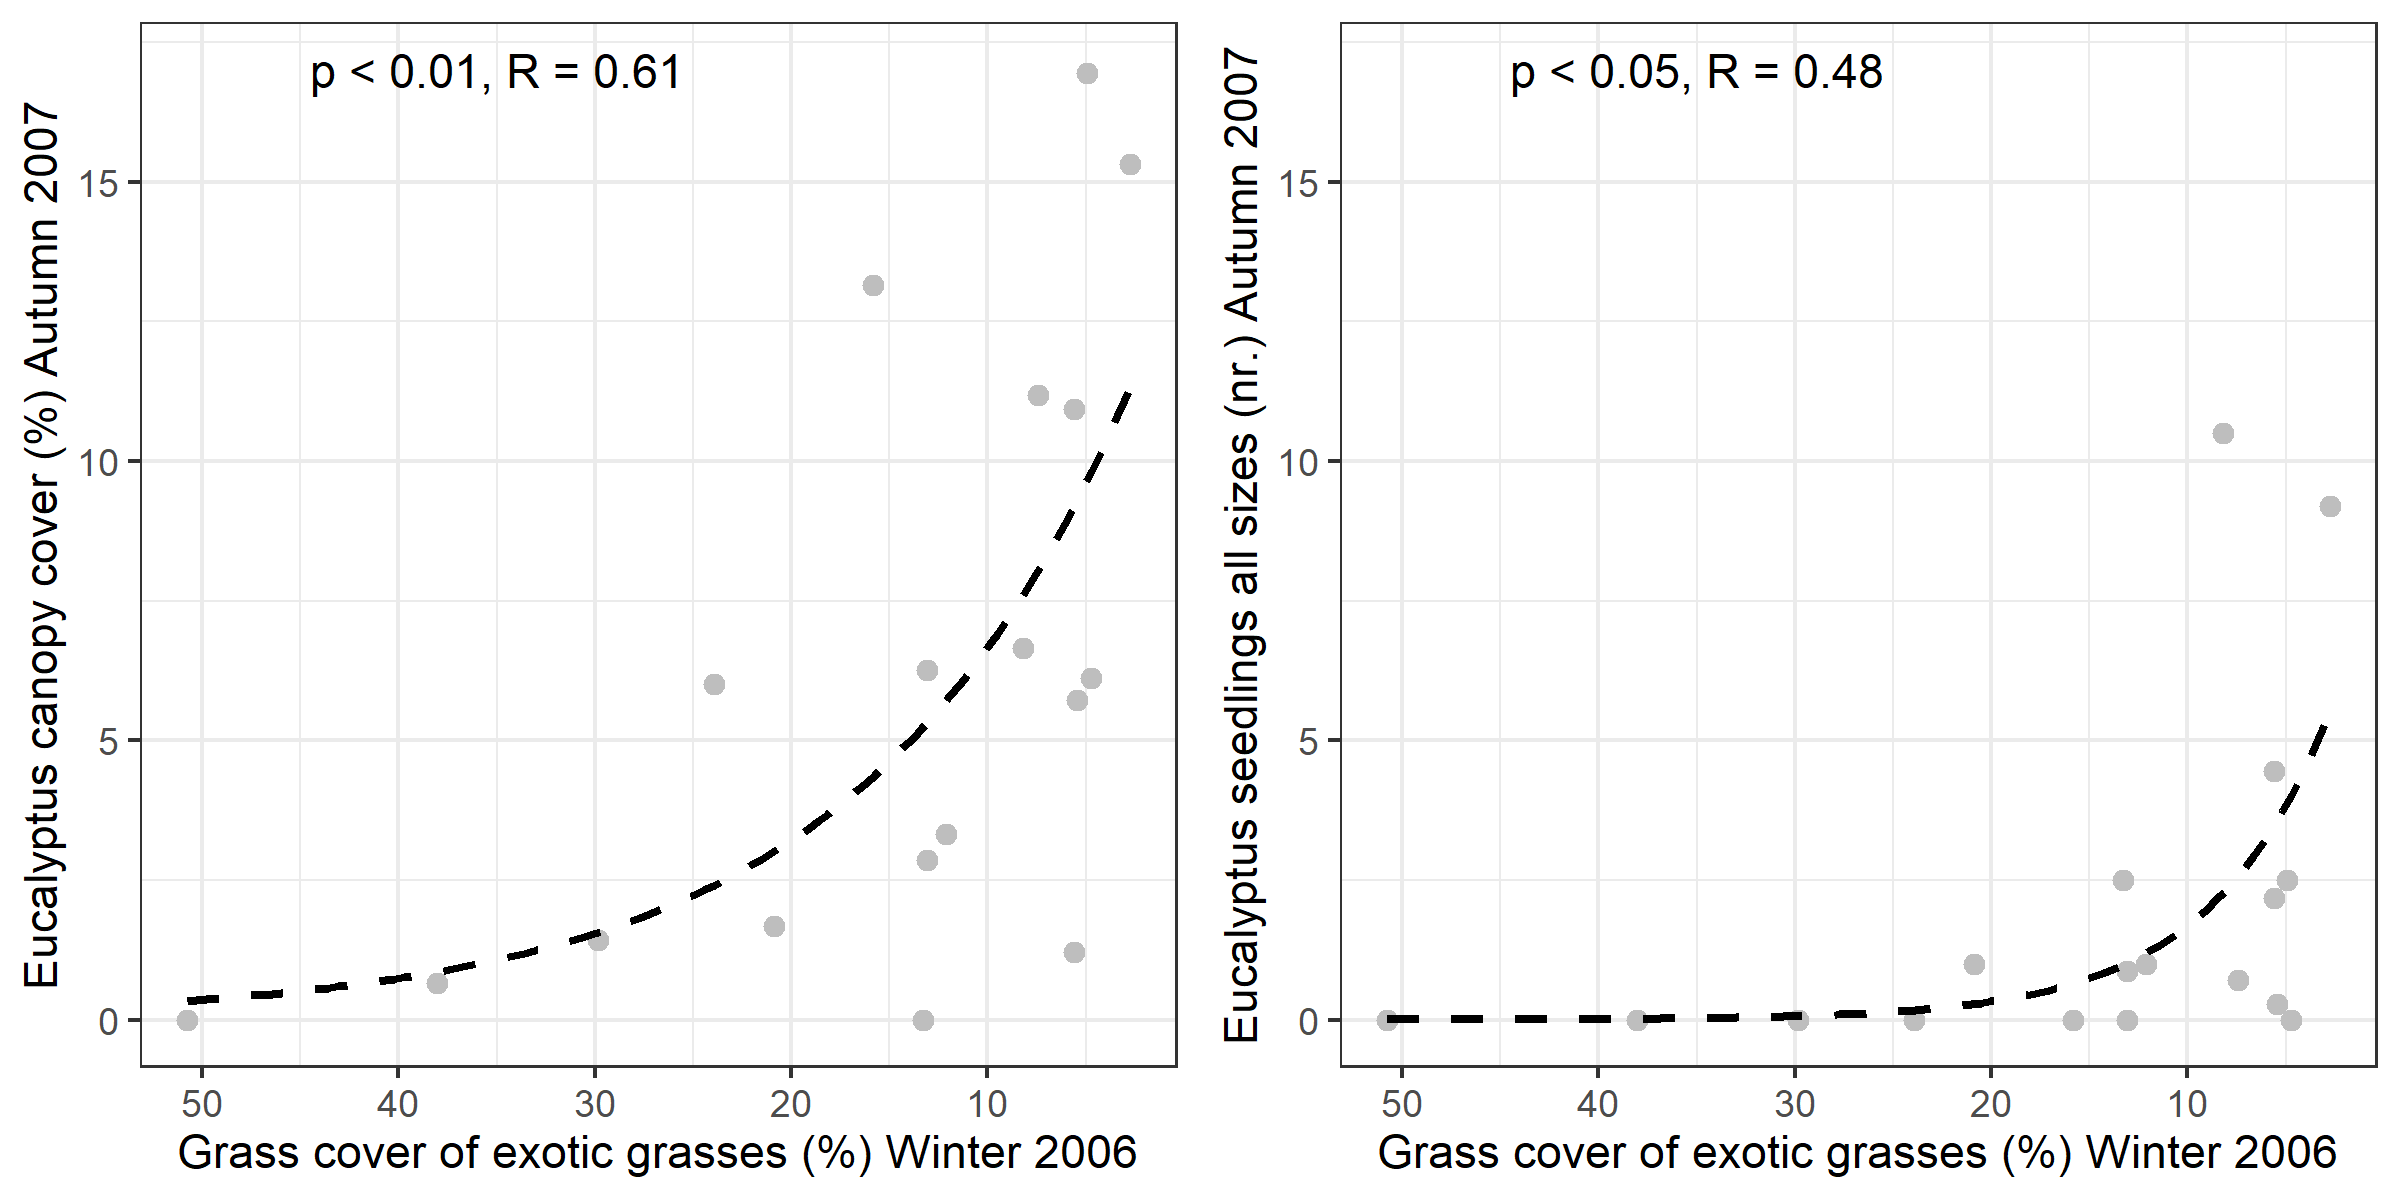 p < 0.01, R = 0.61
Eucalyptus canopy cover (%) Autumn 2007
15
10
5
0
50 40 30 20 10
Grass cover of exotic grasses (%) Winter 2006
p < 0.05, R = 0.48
Eucalyptus seedlings all sizes (nr.) Autumn 2007
15
10
5
0
50 40 30 20 10
Grass cover of exotic grasses (%) Winter 2006